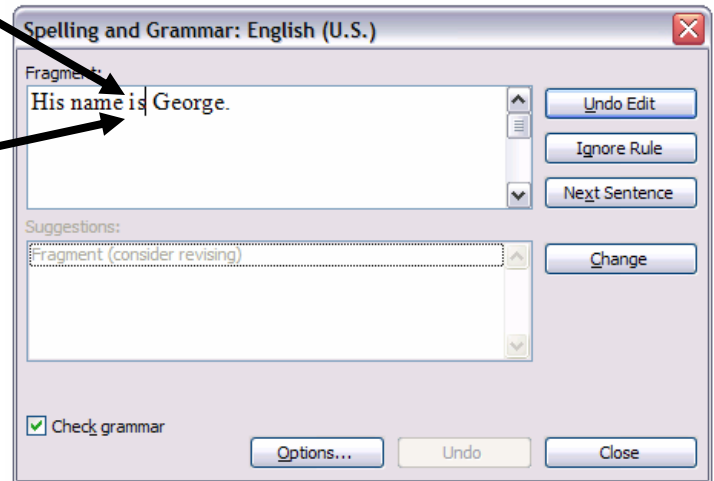 Spelling and Grammar: English (U.S.)
Fragment:
His name is George.
Undo Edit
Ignore Rule
Next Sentence
Suggestions:
Fragment (consider revising)
Change
Check grammar
Options...
Undo
Close